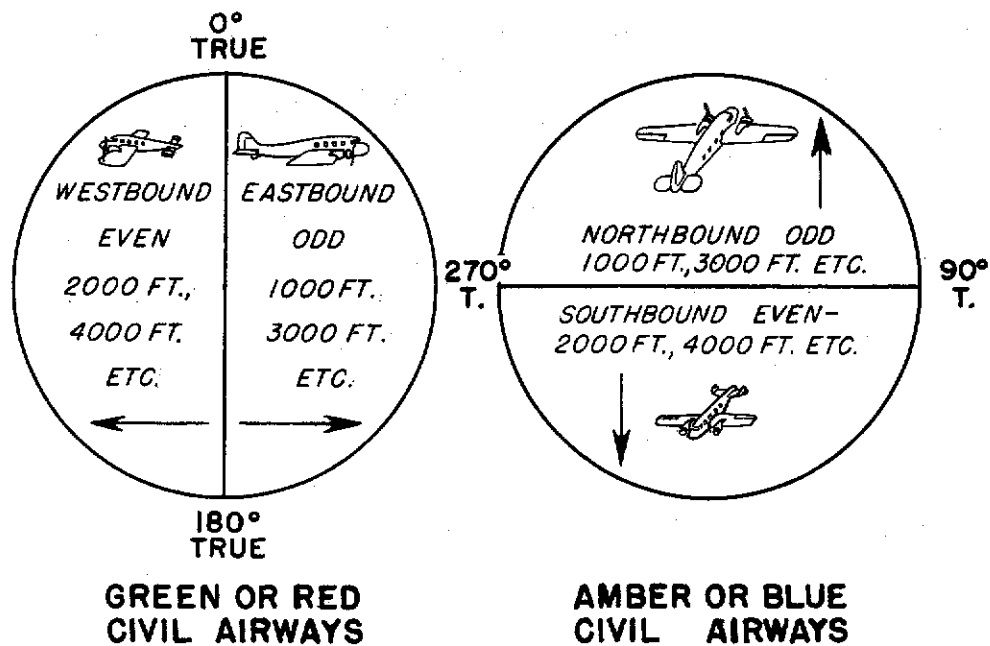 0°
TRUE
WESTBOUND
EVEN
2000 FT.,
4000 FT.
ETC.
EASTBOUND
ODD
1000 FT.
3000 FT.
ETC.
180°
TRUE
GREEN OR RED
CIVIL AIRWAYS
270°
T.
NORTHBOUND ODD
1000 FT., 3000 FT. ETC.
SOUTHBOUND EVEN-
2000 FT., 4000 FT. ETC.
90°
T.
AMBER OR BLUE
CIVIL AIRWAYS